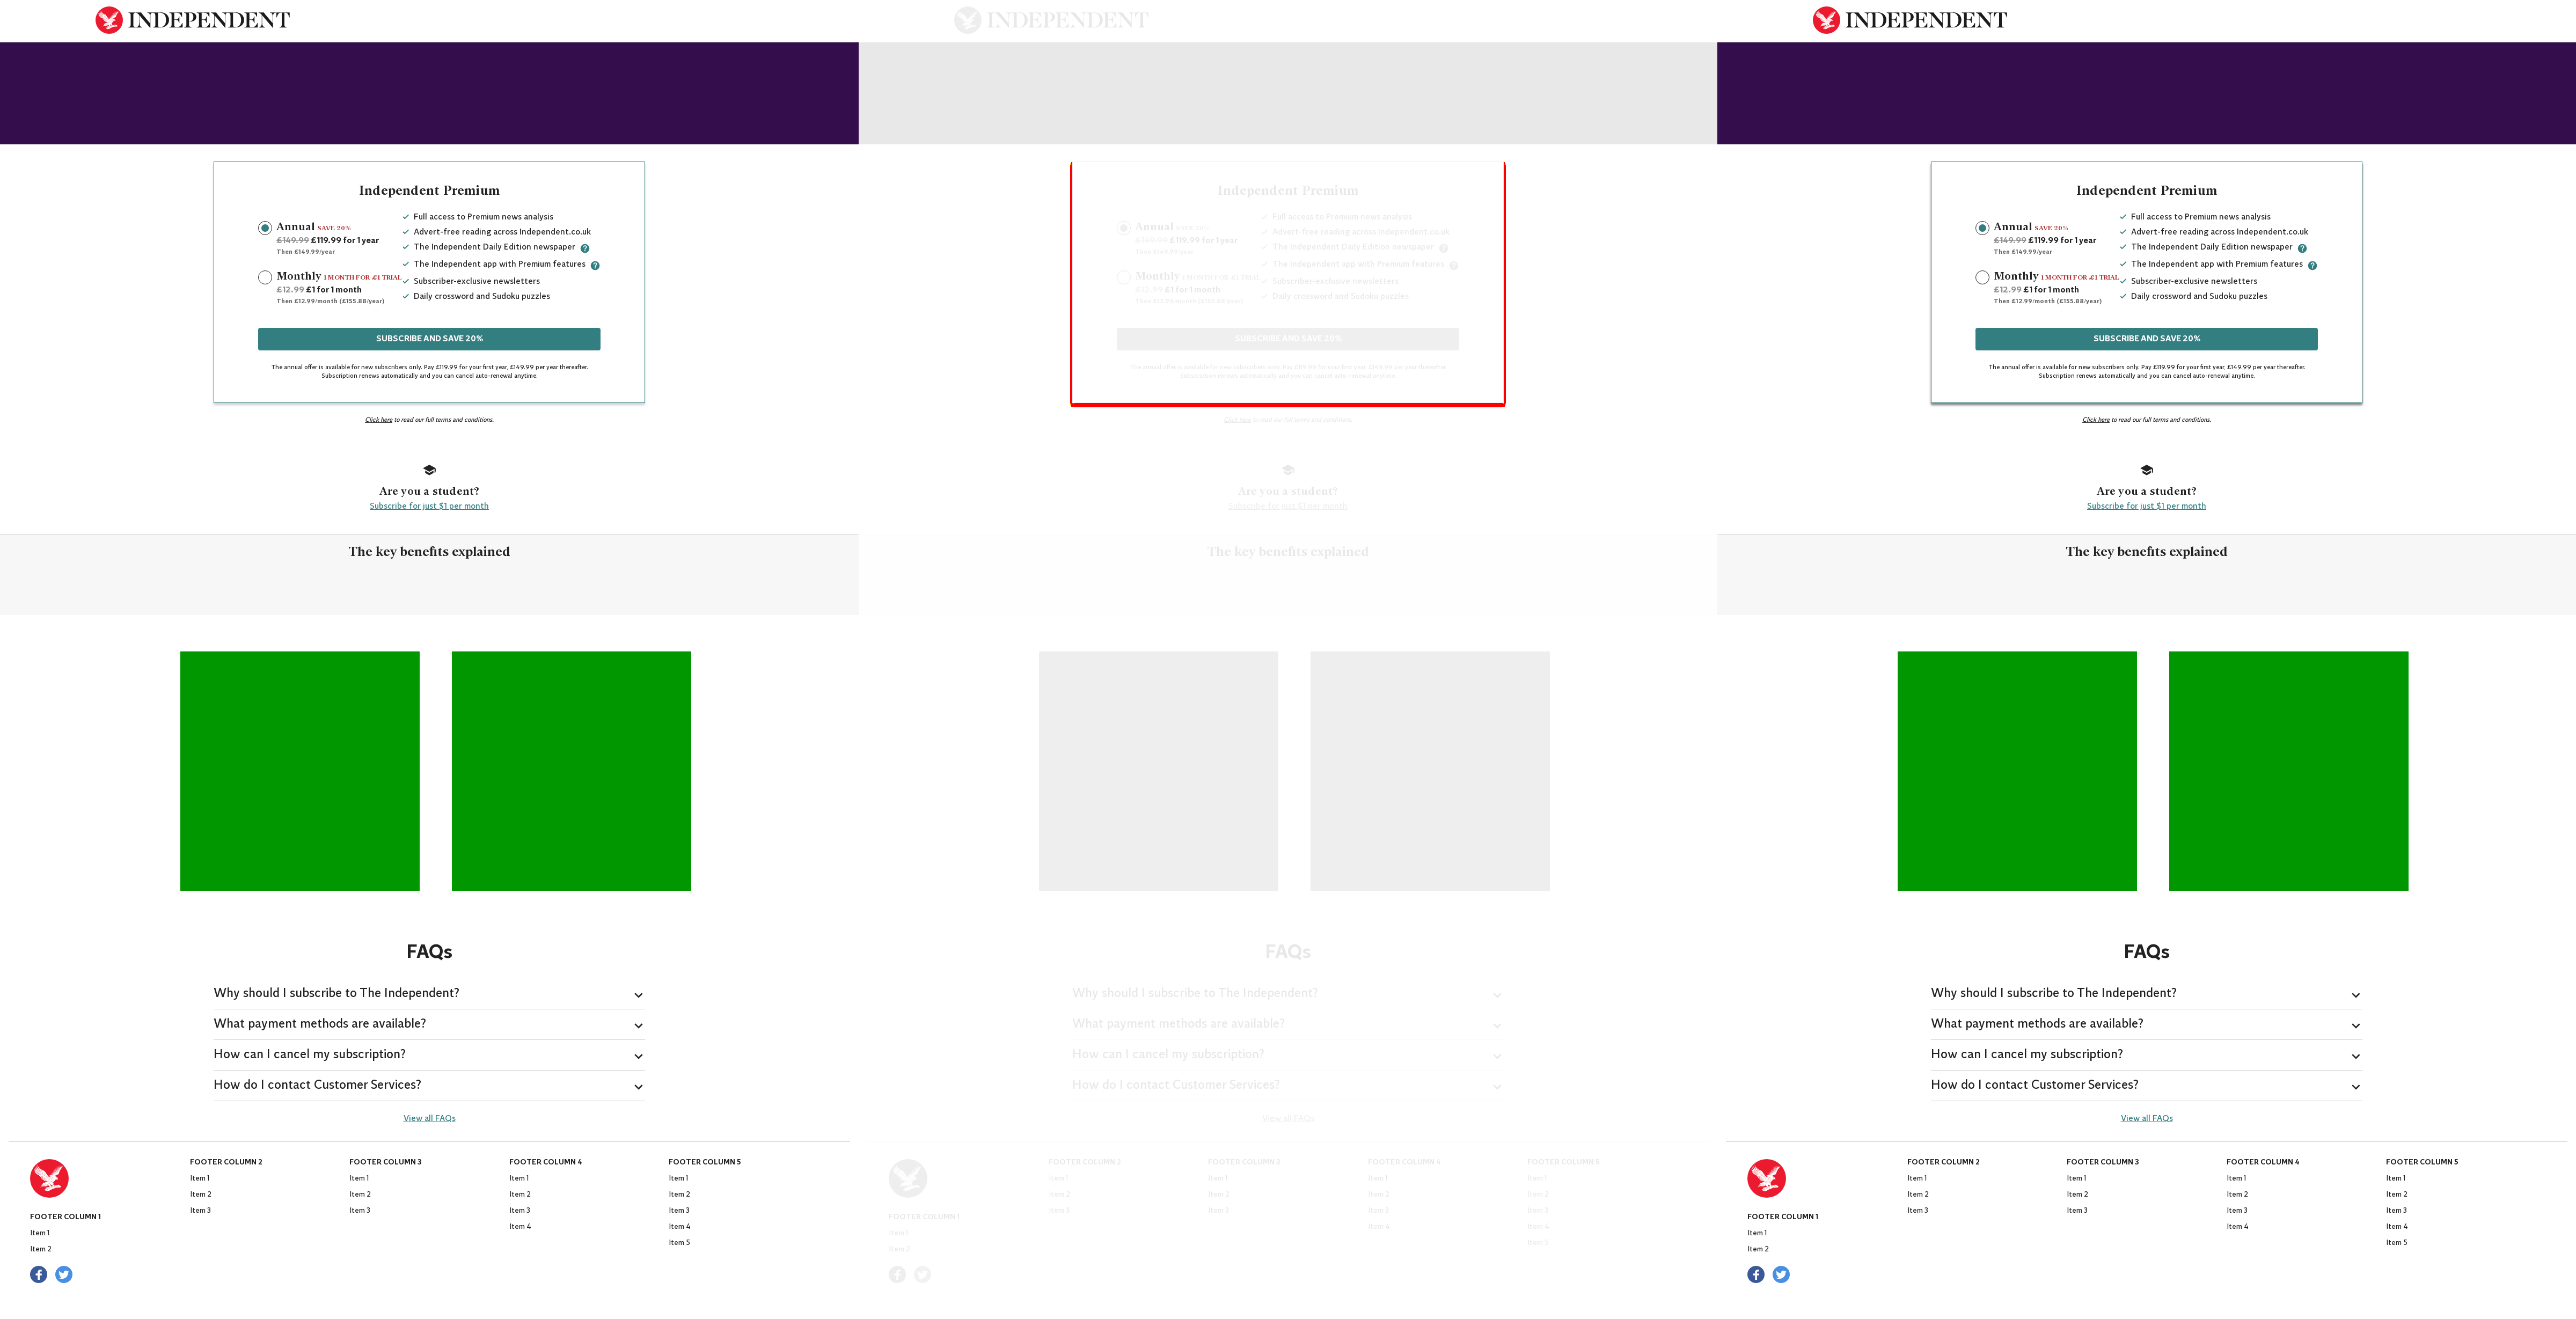 INDEPENDENT
Independent Premium
Annual SAVE 20%
£149.99 £119.99 for 1 year
Then £149.99/year
Monthly 1 MONTH FOR £1 TRIAL
£12.99 £1 for 1 month
Then £12.99/month (£155.88/year)
Full access to Premium news analysis
Advert-free reading across Independent.co.uk
The Independent Daily Edition newspaper
The Independent app with Premium features
Subscriber-exclusive newsletters
Daily crossword and Sudoku puzzles
SUBSCRIBE AND SAVE 20%
The annual offer is available for new subscribers only. Pay £119.99 for your first year, £149.99 per year thereafter.
Subscription renews automatically and you can cancel auto-renewal anytime.
Click here to read our full terms and conditions.
Are you a student?
Subscribe for just $1 per month
The key benefits explained
FAQs
Why should I subscribe to The Independent?
What payment methods are available?
How can I cancel my subscription?
How do I contact Customer Services?
View all FAQs
FOOTER COLUMN 1
Item 1
Item 2
FOOTER COLUMN 2
Item 1
Item 2
Item 3
FOOTER COLUMN 3
Item 1
Item 2
Item 3
FOOTER COLUMN 4
Item 1
Item 2
Item 3
Item 4
FOOTER COLUMN 5
Item 1
Item 2
Item 3
Item 4
Item 5
INDEPENDENT
Independent Premium
Annual SAVE 20%
£149.99 £119.99 for 1 year
Then £149.99/year
Monthly 1 MONTH FOR £1 TRIAL
£12.99 £1 for 1 month
Then £12.99/month (£155.88/year)
Full access to Premium news analysis
Advert-free reading across Independent.co.uk
The Independent Daily Edition newspaper
The Independent app with Premium features
Subscriber-exclusive newsletters
Daily crossword and Sudoku puzzles
SUBSCRIBE AND SAVE 20%
The annual offer is available for new subscribers only. Pay £119.99 for your first year, £149.99 per year thereafter.
Subscription renews automatically and you can cancel auto-renewal anytime.
Click here to read our full terms and conditions.
Are you a student?
Subscribe for just $1 per month
The key benefits explained
FAQs
Why should I subscribe to The Independent?
What payment methods are available?
How can I cancel my subscription?
How do I contact Customer Services?
View all FAQs
FOOTER COLUMN 1
Item 1
Item 2
FOOTER COLUMN 2
Item 1
Item 2
Item 3
FOOTER COLUMN 3
Item 1
Item 2
Item 3
FOOTER COLUMN 4
Item 1
Item 2
Item 3
Item 4
FOOTER COLUMN 5
Item 1
Item 2
Item 3
Item 4
Item 5
INDEPENDENT
Independent Premium
Annual SAVE 20%
£149.99 £119.99 for 1 year
Then £149.99/year
Monthly 1 MONTH FOR £1 TRIAL
£12.99 £1 for 1 month
Then £12.99/month (£155.88/year)
Full access to Premium news analysis
Advert-free reading across Independent.co.uk
The Independent Daily Edition newspaper
The Independent app with Premium features
Subscriber-exclusive newsletters
Daily crossword and Sudoku puzzles
SUBSCRIBE AND SAVE 20%
The annual offer is available for new subscribers only. Pay £119.99 for your first year, £149.99 per year thereafter.
Subscription renews automatically and you can cancel auto-renewal anytime.
Click here to read our full terms and conditions.
Are you a student?
Subscribe for just $1 per month
The key benefits explained
FAQs
Why should I subscribe to The Independent?
What payment methods are available?
How can I cancel my subscription?
How do I contact Customer Services?
View all FAQs
FOOTER COLUMN 1
Item 1
Item 2
FOOTER COLUMN 2
Item 1
Item 2
Item 3
FOOTER COLUMN 3
Item 1
Item 2
Item 3
FOOTER COLUMN 4
Item 1
Item 2
Item 3
Item 4
FOOTER COLUMN 5
Item 1
Item 2
Item 3
Item 4
Item 5